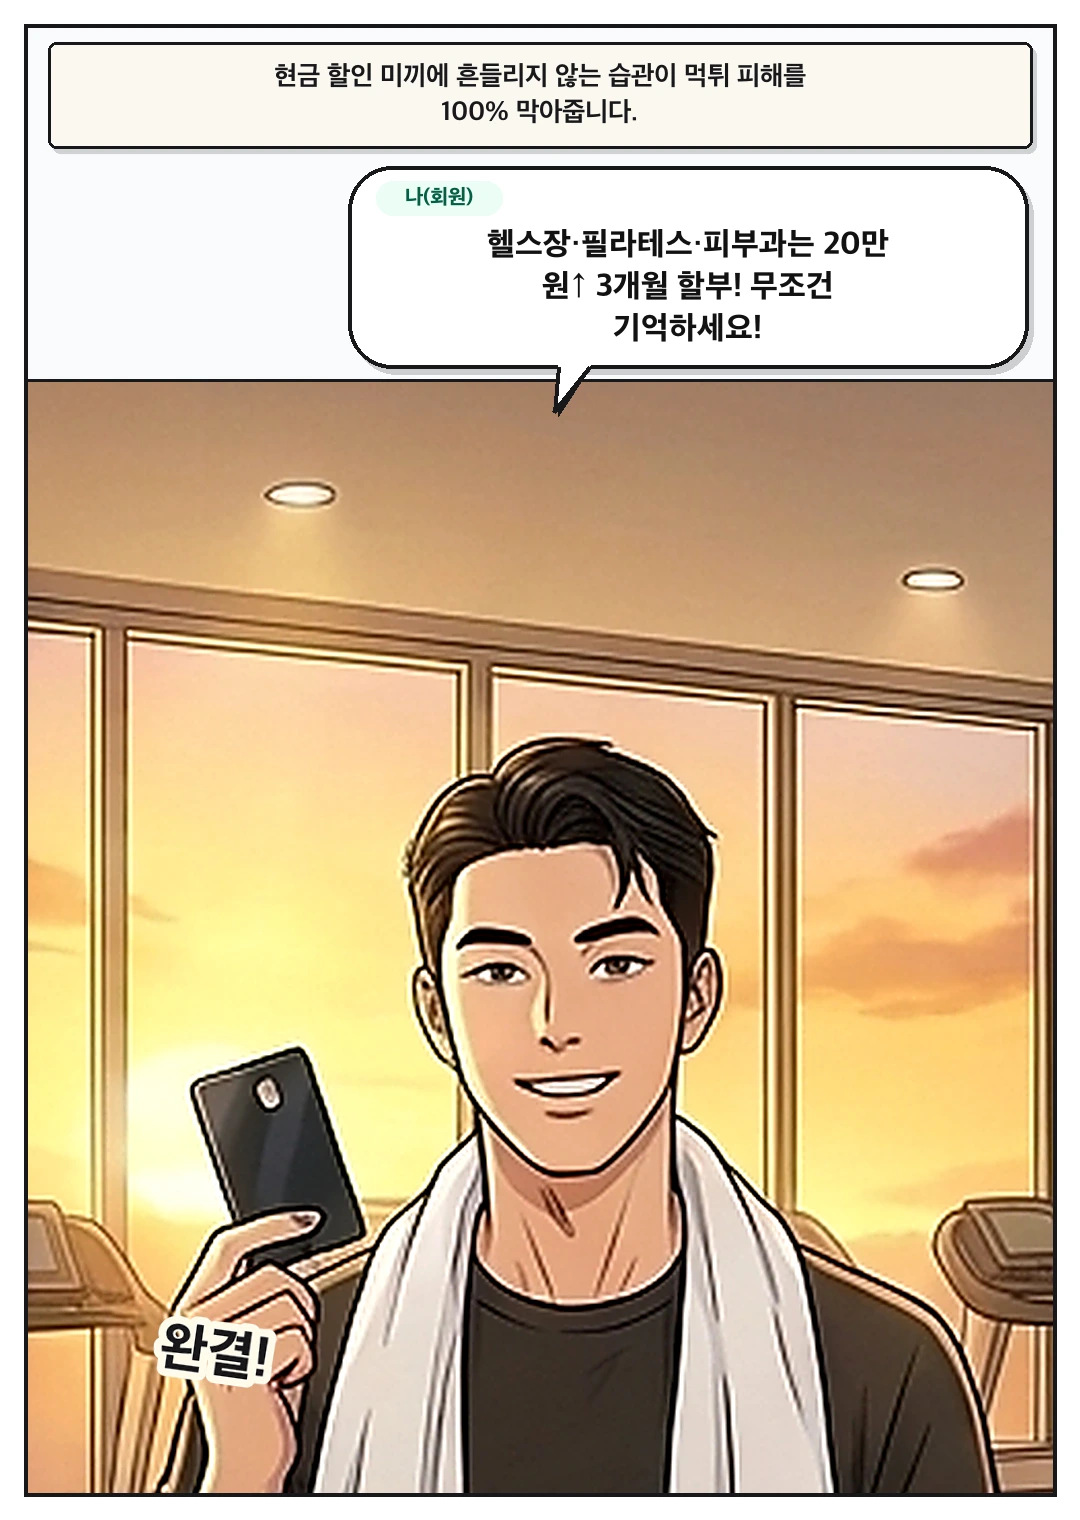 현금 할인 미끼에 흔들리지 않는 습관이 먹튀 피해를
100% 막아줍니다.
나(회원)
헬스장·필라테스·피부과는 20만
원↑ 3개월 할부! 무조건
기억하세요!
완결!